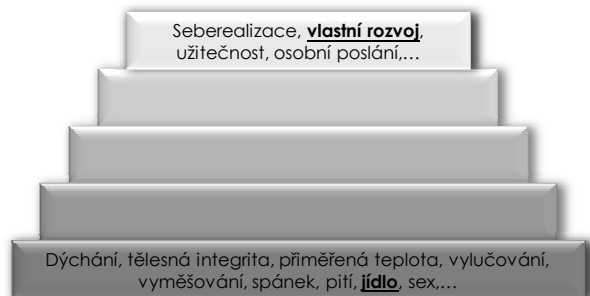 Seberealizace, vlastní rozvoj,
užitečnost, osobní poslání,...
Dýchání, tělesná integrita, přiměřená teplota, vylučování,
vyměšování, spánek, pití, jídlo, sex,...